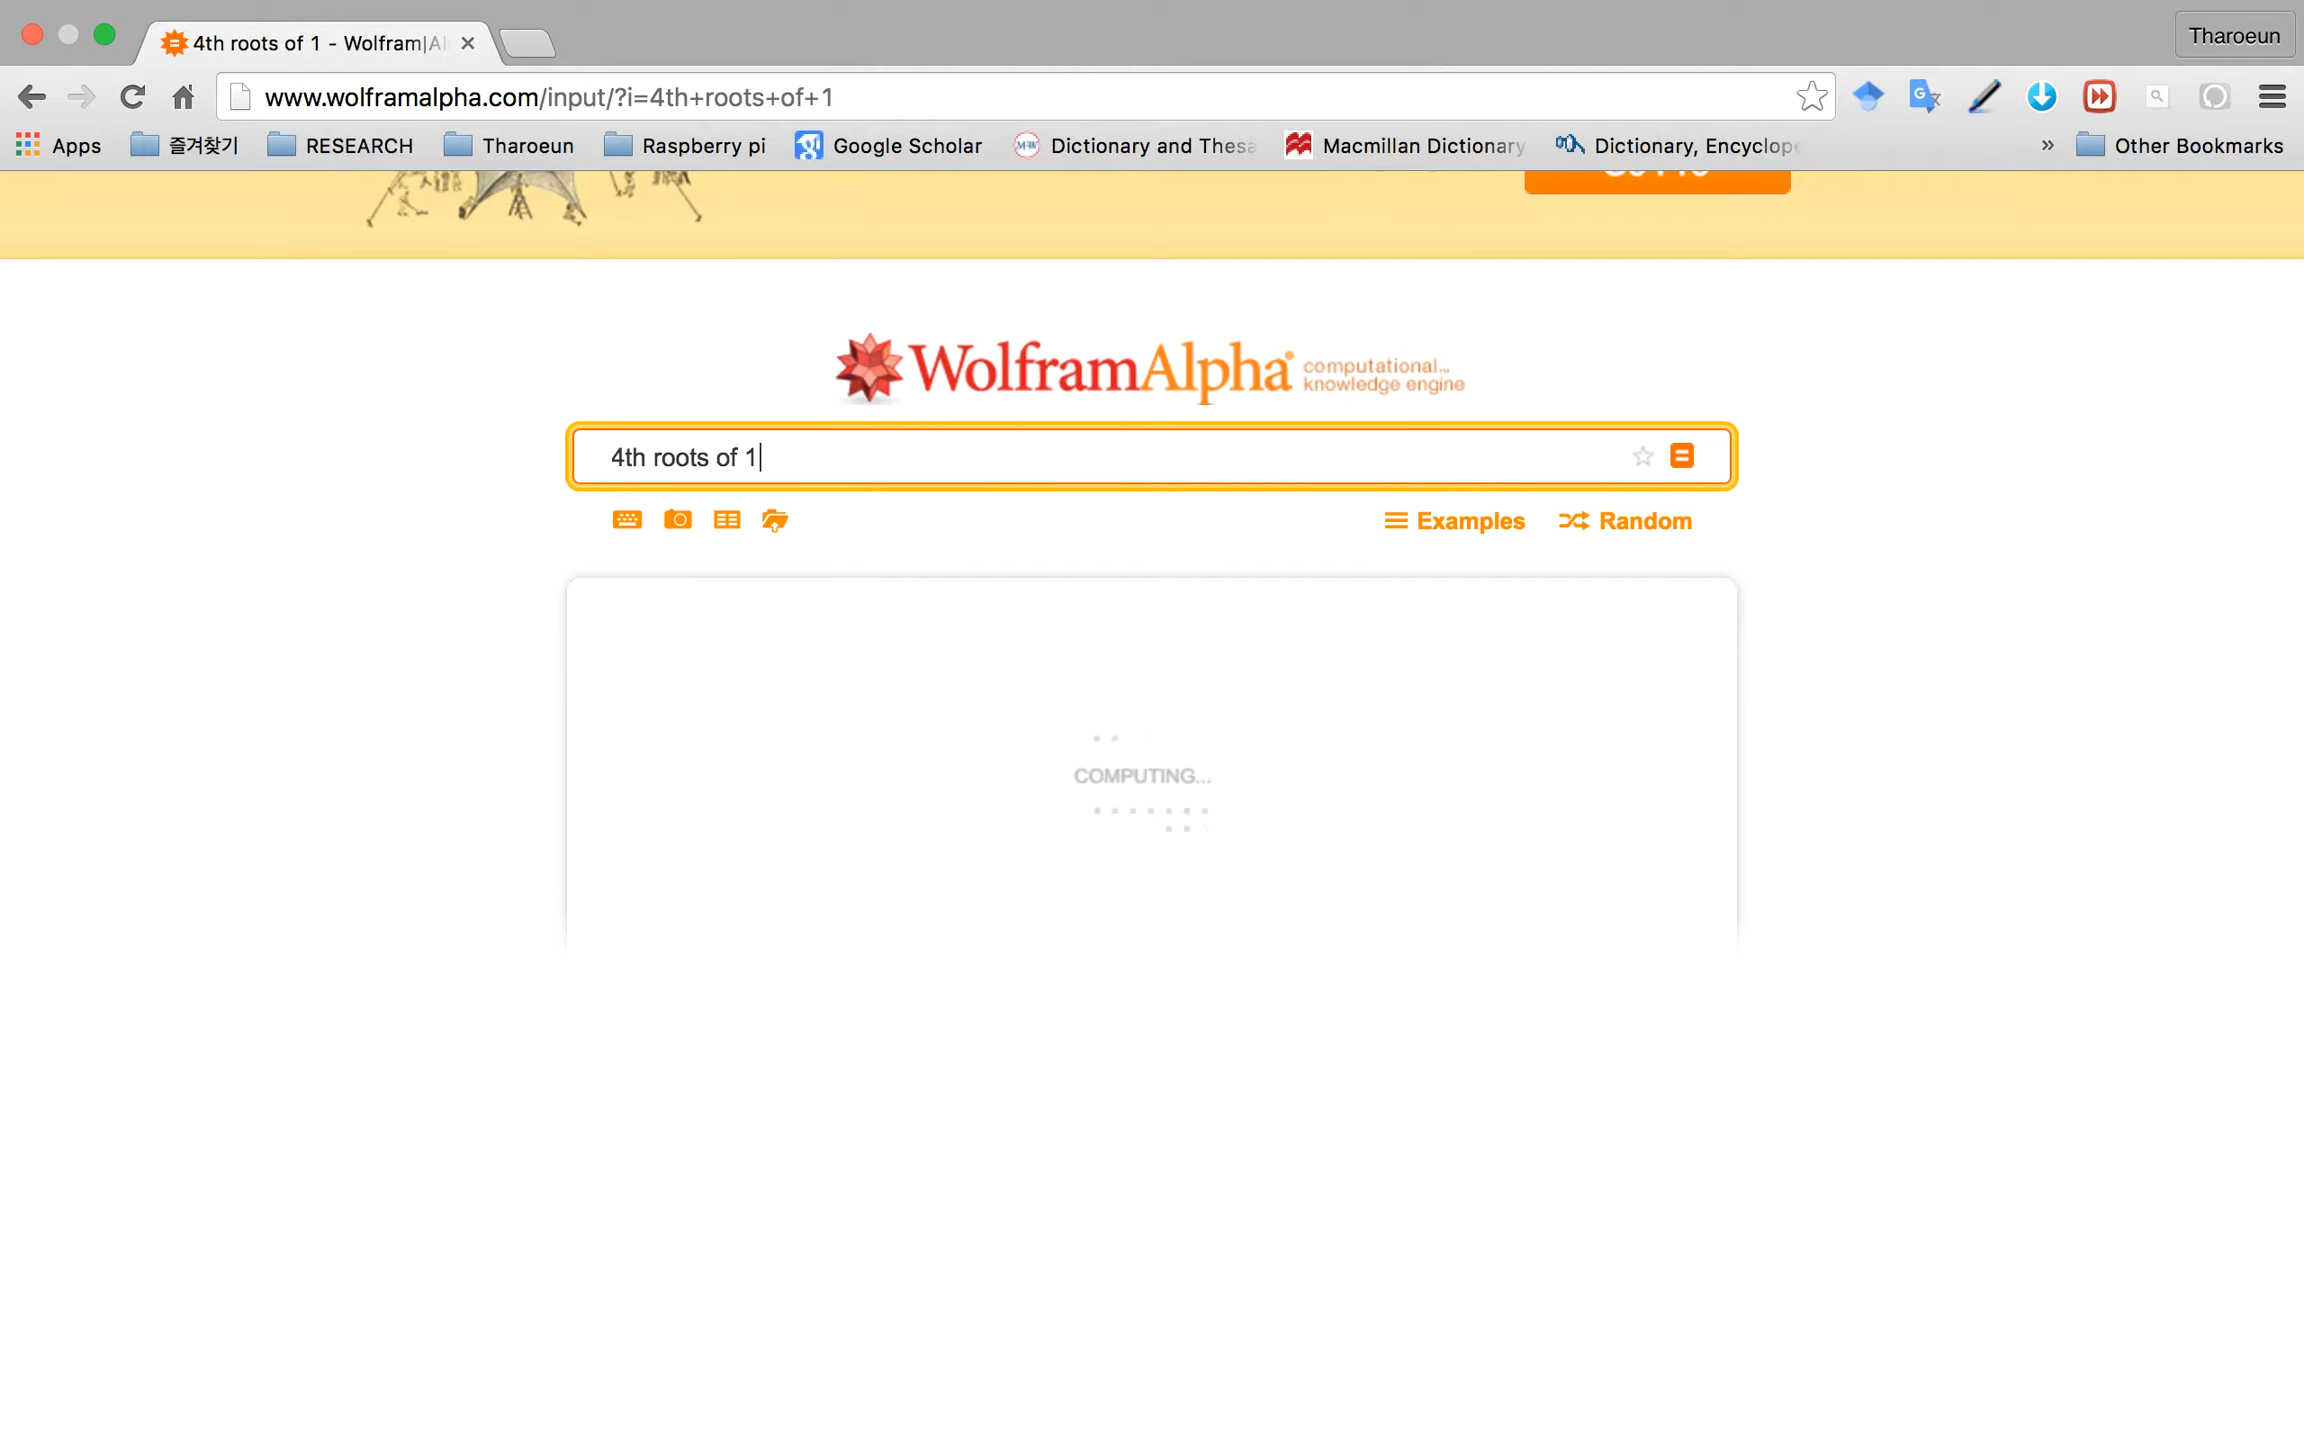 4th roots of 1 - Wolfram|Al
Tharoeun
www.wolframalpha.com/input/?i=4th+roots+of+1
Apps 즐겨찾기 RESEARCH Tharoeun Raspberry pi Google Scholar Dictionary and Thesa Macmillan Dictionary Dictionary, Encyclope » Other Bookmarks
WolframAlpha computational...
knowledge engine
4th roots of 1
Examples Random
COMPUTING...